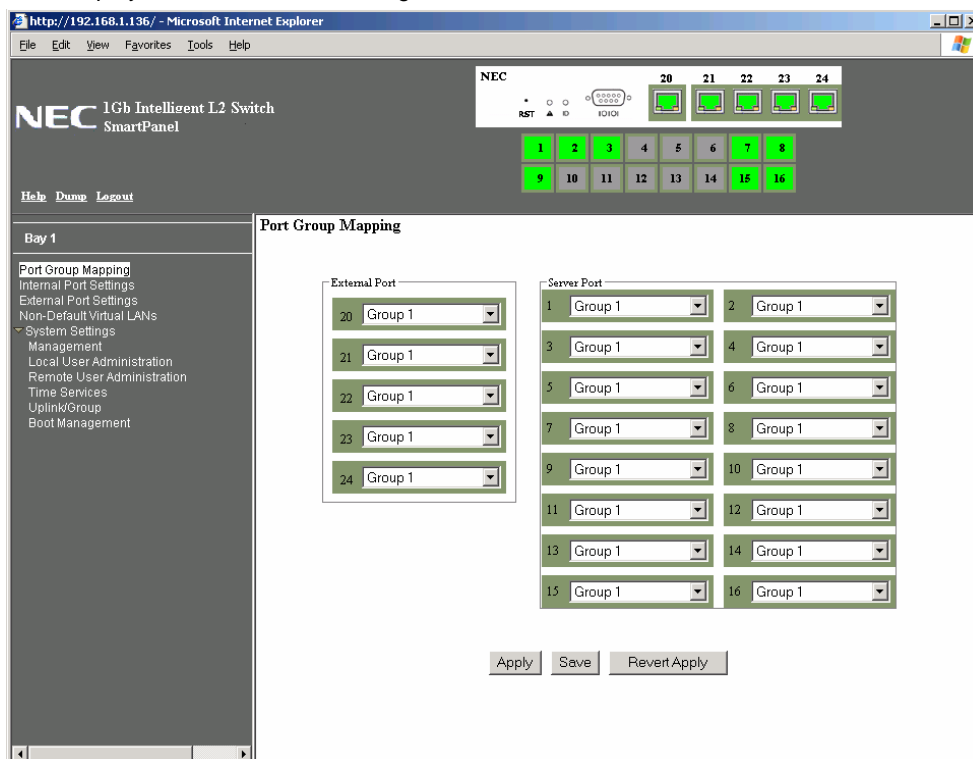 http://192.168.1.136/ - Microsoft Internet Explorer
File Edit View Favorites Tools Help
NEC 1Gb Intelligent L2 Switch
SmartPanel
Help Dump Logout
NEC
20 21 22 23 24
RST ID IOIOI
1 2 3 4 5 6 7 8
9 10 11 12 13 14 15 16
Bay 1
Port Group Mapping
Internal Port Settings
External Port Settings
Non-Default Virtual LANs
System Settings
Management
Local User Administration
Remote User Administration
Time Services
Uplink/Group
Boot Management
Port Group Mapping
External Port
20 Group 1
21 Group 1
22 Group 1
23 Group 1
24 Group 1
Server Port
1 Group 1 2 Group 1
3 Group 1 4 Group 1
5 Group 1 6 Group 1
7 Group 1 8 Group 1
9 Group 1 10 Group 1
11 Group 1 12 Group 1
13 Group 1 14 Group 1
15 Group 1 16 Group 1
Apply Save Revert Apply